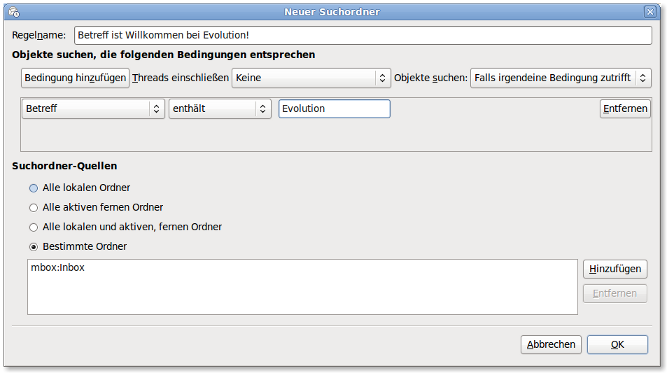 Neuer Suchordner
Regelname: Betreff ist Willkommen bei Evolution!
Objekte suchen, die folgenden Bedingungen entsprechen
Bedingung hinzufügen Threads einschließen Keine Objekte suchen: Falls irgendeine Bedingung zutrifft
Betreff enthält Evolution Entfernen
Suchordner-Quellen
Alle lokalen Ordner
Alle aktiven fernen Ordner
Alle lokalen und aktiven, fernen Ordner
Bestimmte Ordner
mbox:Inbox Hinzufügen
Entfernen
Abbrechen OK